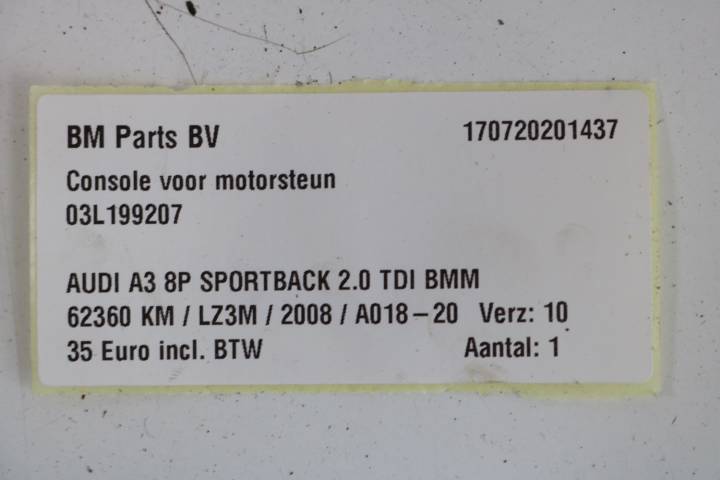 BM Parts BV 170720201437
Console voor motorsteun
03L199207
AUDI A3 8P SPORTBACK 2.0 TDI BMM
62360 KM / LZ3M / 2008 / A018-20 Verz: 10
35 Euro incl. BTW Aantal: 1